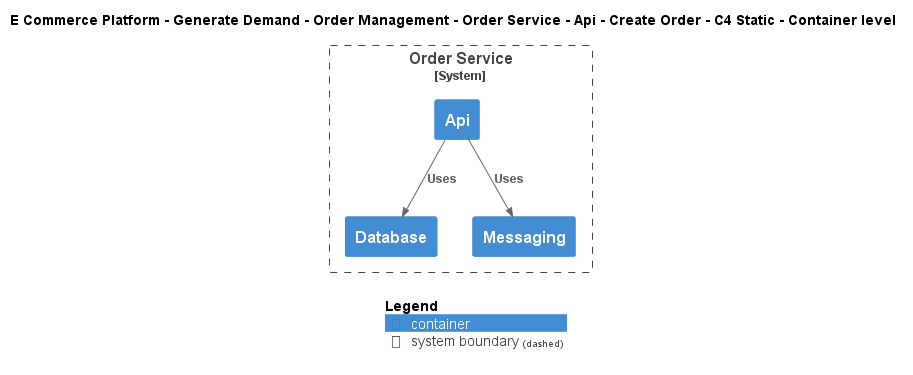 E Commerce Platform - Generate Demand - Order Management - Order Service - Api - Create Order - C4 Static - Container level
Order Service
[System]
Api
Uses
Uses
Database
Messaging
Legend
container
system boundary (dashed)